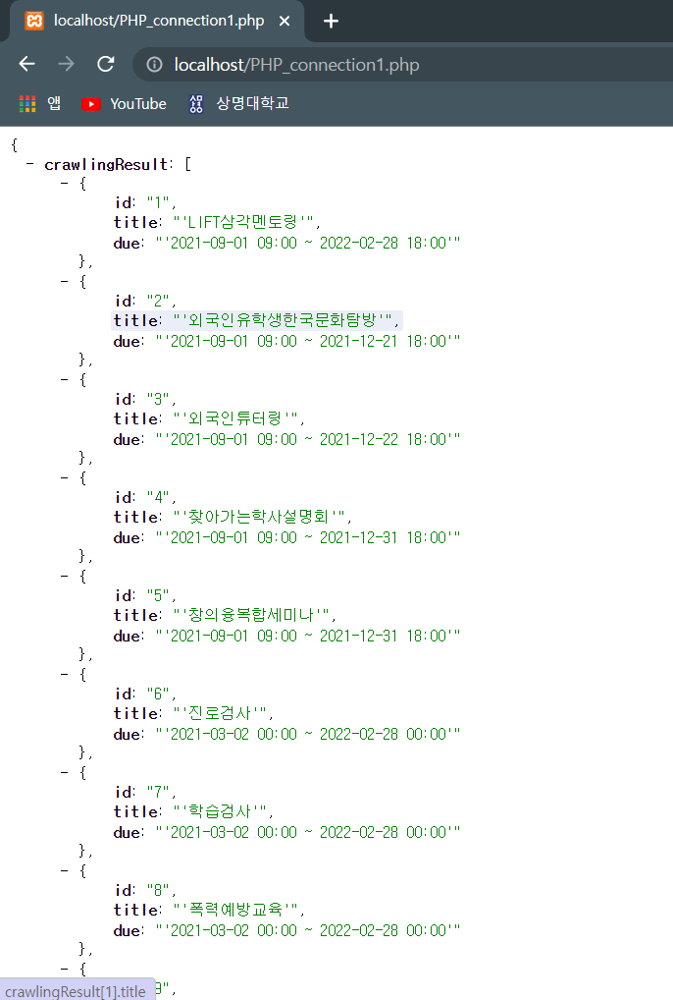 localhost/PHP_connection1.php
localhost/PHP_connection1.php
앱 YouTube 상명대학교
{
- crawlingResult: [
- {
id: "1",
title: "'LIFT삼각멘토링'",
due: "'2021-09-01 09:00 ~ 2022-02-28 18:00'"
},
- {
id: "2",
title: "'외국인유학생한국문화탐방'",
due: "'2021-09-01 09:00 ~ 2021-12-21 18:00'"
},
- {
id: "3",
title: "'외국인튜터링'",
due: "'2021-09-01 09:00 ~ 2021-12-22 18:00'"
},
- {
id: "4",
title: "'찾아가는학사설명회'",
due: "'2021-09-01 09:00 ~ 2021-12-31 18:00'"
},
- {
id: "5",
title: "'창의융복합세미나'",
due: "'2021-09-01 09:00 ~ 2021-12-31 18:00'"
},
- {
id: "6",
title: "'진로검사'",
due: "'2021-03-02 00:00 ~ 2022-02-28 00:00'"
},
- {
id: "7",
title: "'학습검사'",
due: "'2021-03-02 00:00 ~ 2022-02-28 00:00'"
},
- {
id: "8",
title: "'폭력예방교육'",
due: "'2021-03-02 00:00 ~ 2022-02-28 00:00'"
},
- {
crawlingResult[1].title 9",